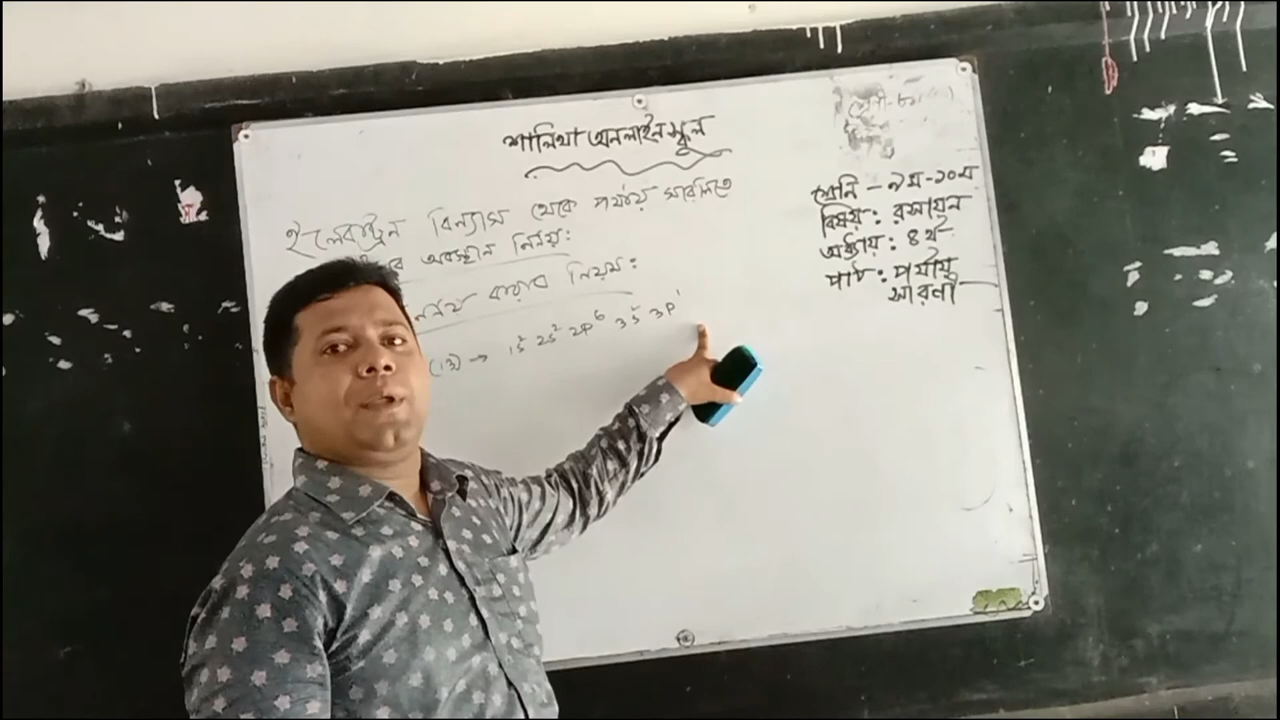 শালিখা অনলাইন স্কুল
ইলেকট্রন বিন্যাস থেকে পর্যায় সারণিতে
অবস্থান নির্ণয়:
নির্ণয় করার নিয়ম:
(13) → 1s² 2s² 2p⁶ 3s² 3p¹
শ্রেনি - ৯ম-১০ম
বিষয়: রসায়ন
অধ্যায়: ৪র্থ
পাঠ: পর্যায়
সারণী